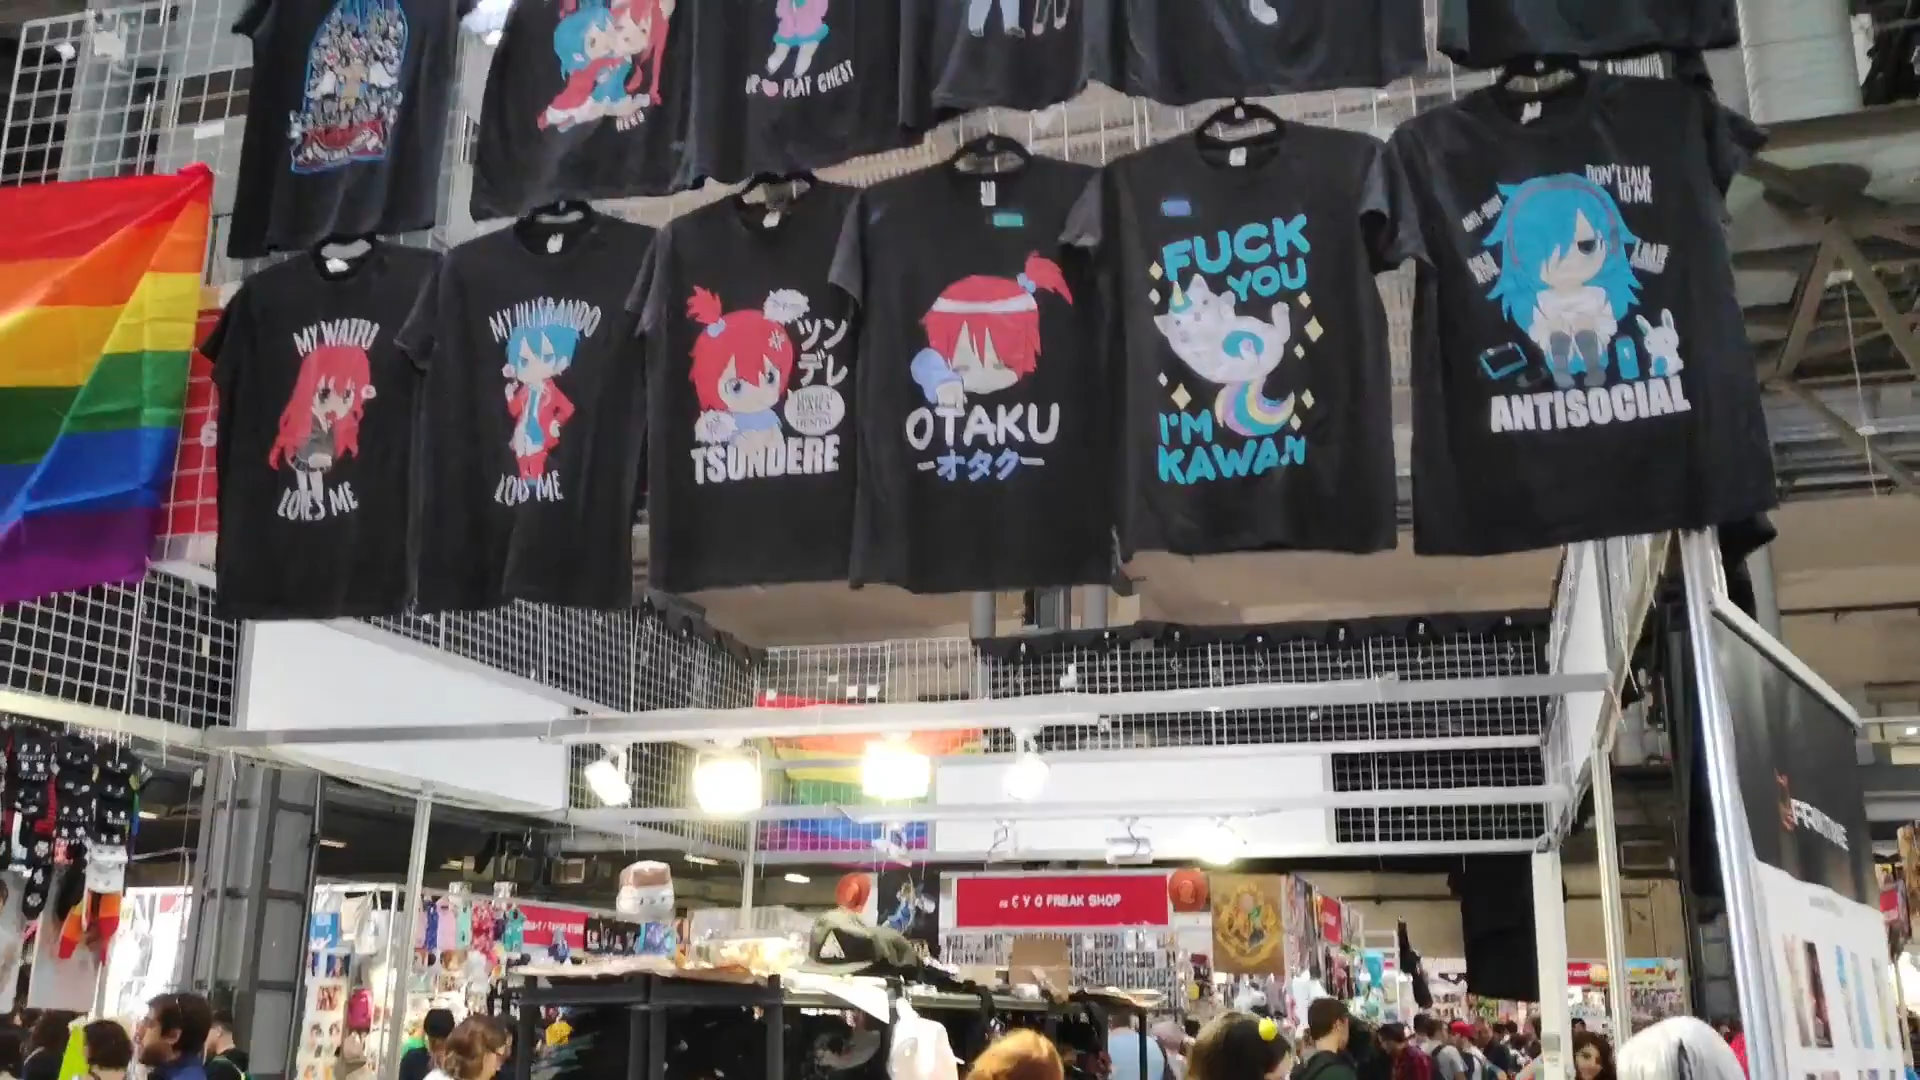 FLAT CHEST
MY WAIFU
LOVES ME
MY HUSBANDO
LOVES ME
ツン
デレ
TSUNDERE
OTAKU
-オタク-
FUCK
YOU
I'M
KAWAII
DON'T TALK
TO ME
ANTISOCIAL
FREAK SHOP